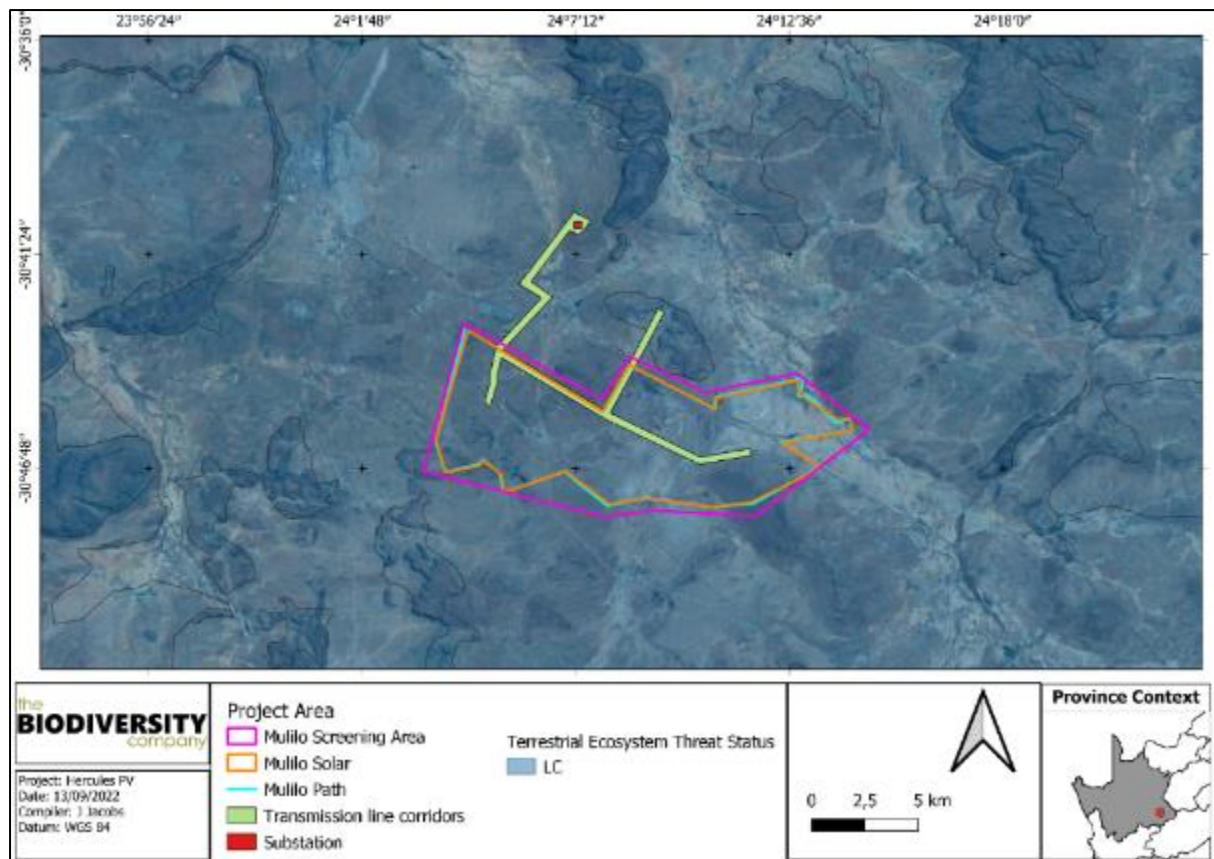 23°56'24" 24°1'48" 24°7'12" 24°12'36" 24°18'0"
-30°36'0"
-30°41'24"
-30°46'48"
the
BIODIVERSITY
company
Project: Hercules PV
Date: 13/09/2022
Compiler: J Jacobs
Datum: WGS 84
Project Area
Mulilo Screening Area
Mulilo Solar
Mulilo Path
Transmission line corridors
Substation
Terrestrial Ecosystem Threat Status
LC
0 2,5 5 km
Province Context